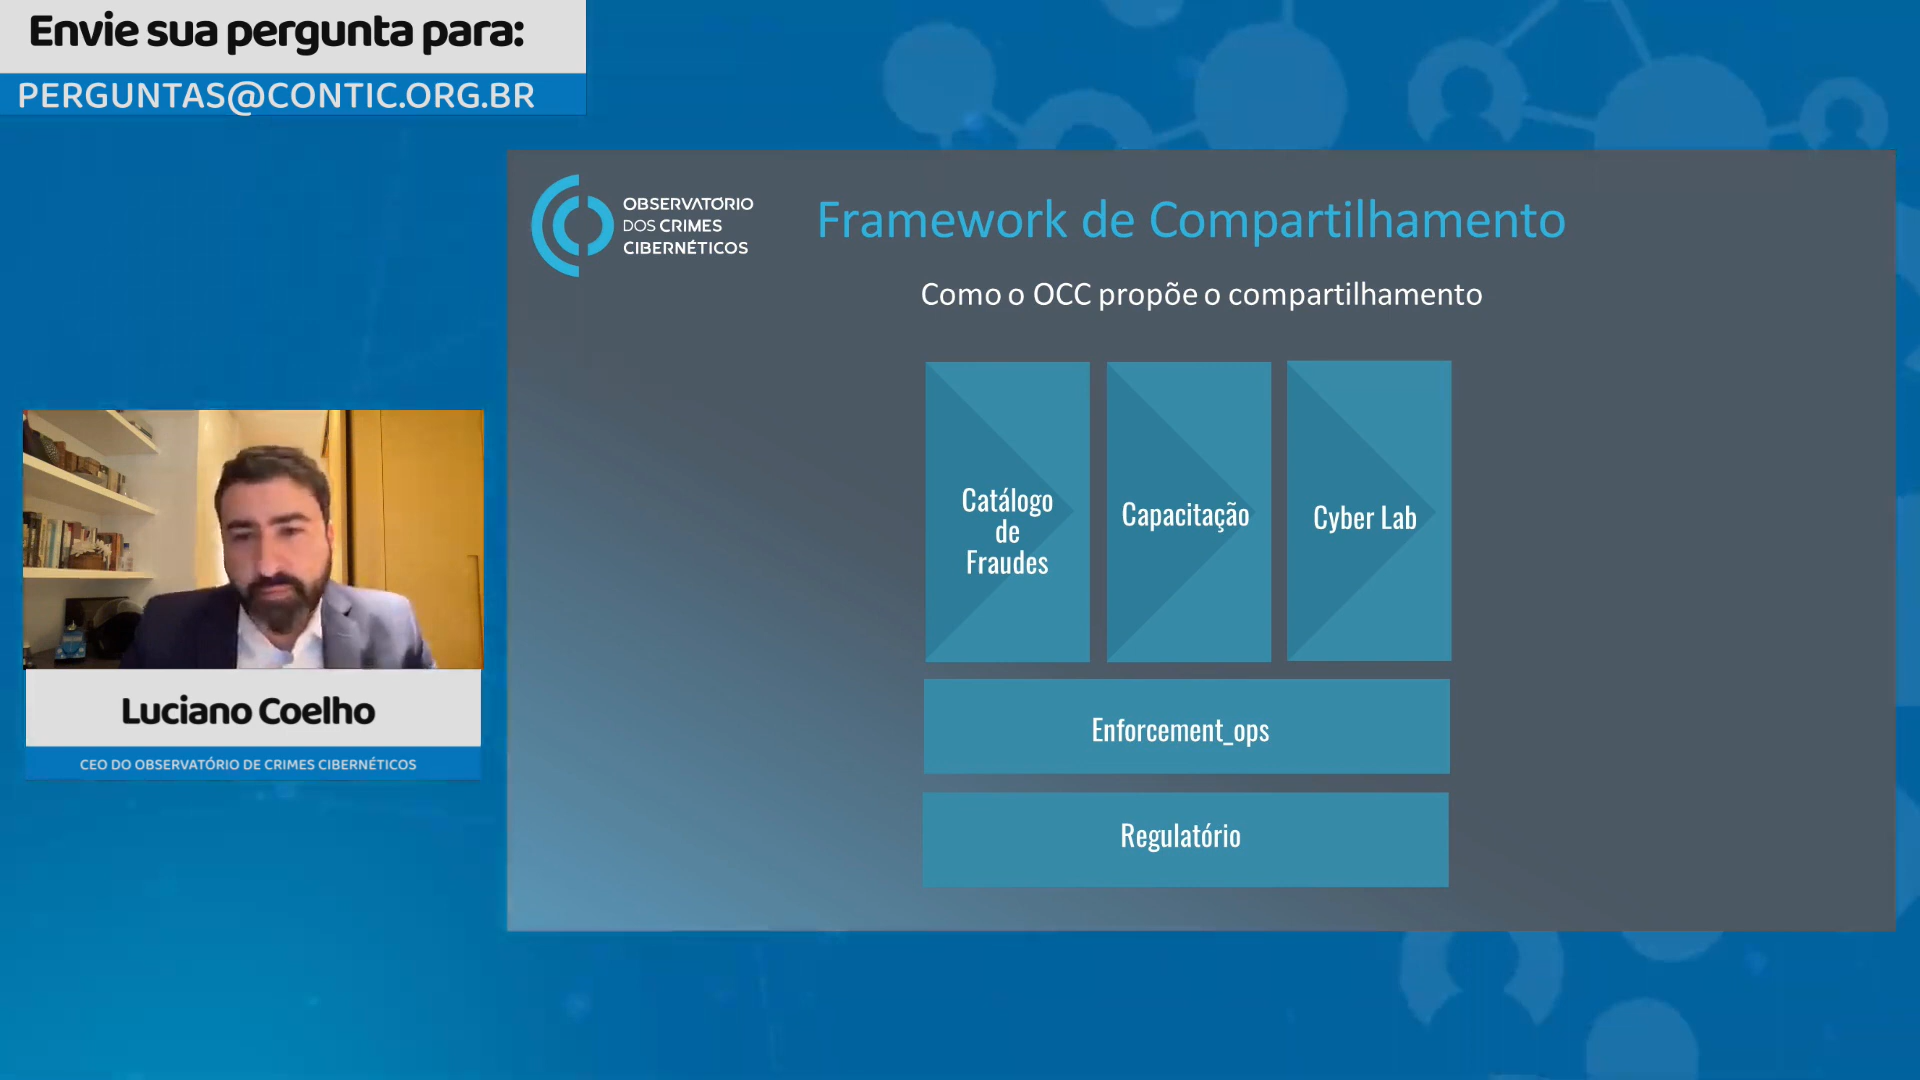 Envie sua pergunta para:
PERGUNTAS@CONTIC.ORG.BR
OBSERVATÓRIO
DOS CRIMES
CIBERNÉTICOS
Framework de Compartilhamento
Como o OCC propõe o compartilhamento
Catálogo
de
Fraudes
Capacitação
Cyber Lab
Enforcement_ops
Regulatório
Luciano Coelho
CEO DO OBSERVATÓRIO DE CRIMES CIBERNÉTICOS